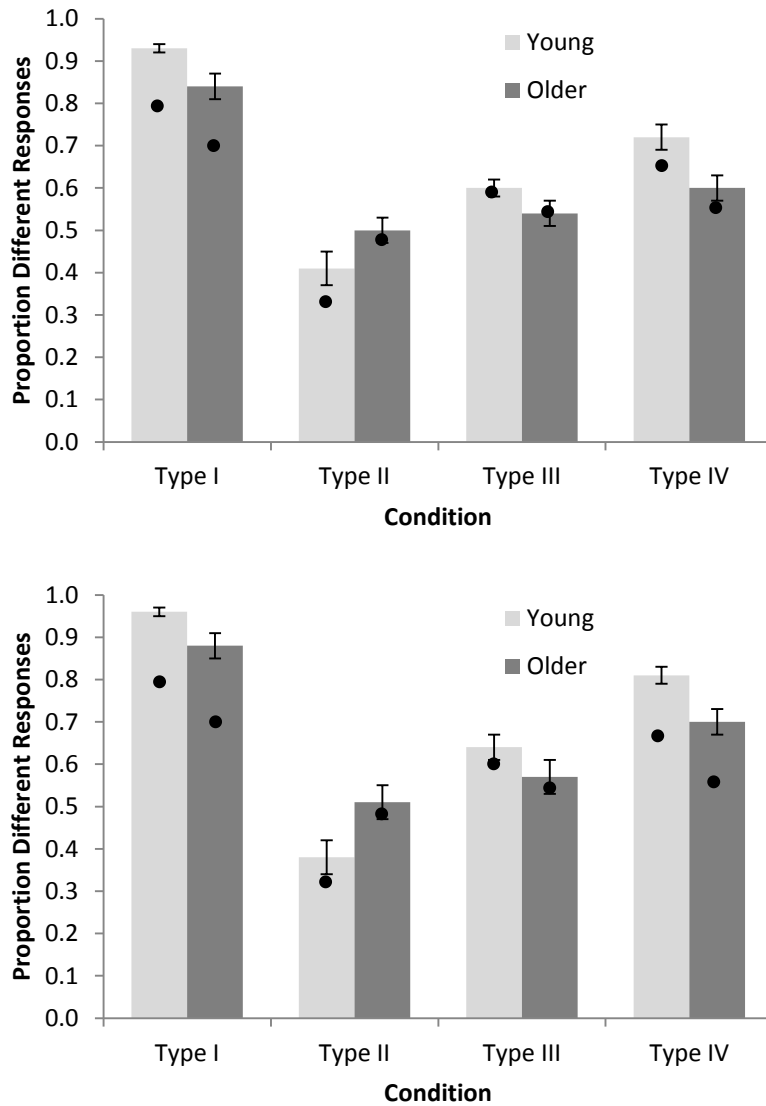 Proportion Different Responses
1.0
0.9
0.8
0.7
0.6
0.5
0.4
0.3
0.2
0.1
0.0
Young
Older
Type I Type II Type III Type IV
Condition
Proportion Different Responses
1.0
0.9
0.8
0.7
0.6
0.5
0.4
0.3
0.2
0.1
0.0
Young
Older
Type I Type II Type III Type IV
Condition